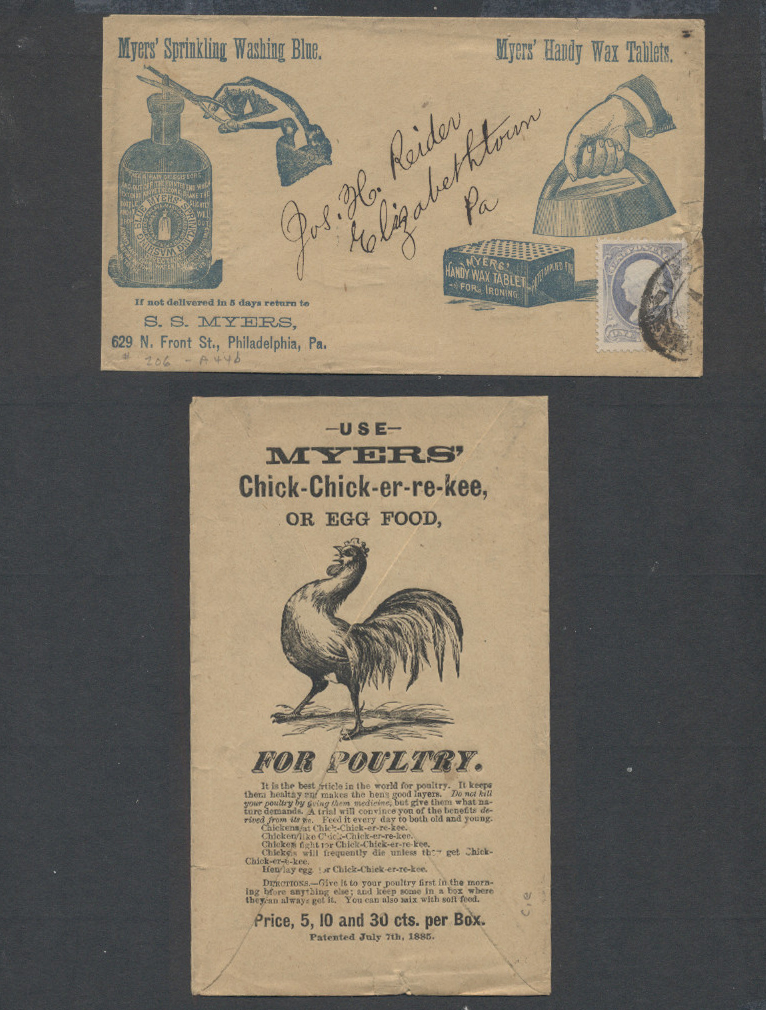 Myers' Sprinkling Washing Blue.
Myers' Handy Wax Tablets.
Jos. H. Reider
Elizabethtown
Pa
BLUE MYERS'
WASHING
MYERS'
HANDY WAX TABLET
FOR IRONING
If not delivered in 5 days return to
S. S. MYERS,
629 N. Front St., Philadelphia, Pa.
# 206 - A44b
—USE—
MYERS'
Chick-Chick-er-re-kee,
OR EGG FOOD,
FOR POULTRY.
It is the best article in the world for poultry. It keeps
them healthy and makes the hens good layers. Do not kill
your poultry by giving them medicine, but give them what na-
ture demands. A trial will convince you of the benefits de-
rived from its use. Feed it every day to both old and young.
Chickens eat Chick-Chick-er-re-kee.
Chickens like Chick-Chick-er-re-kee.
Chickens fight for Chick-Chick-er-re-kee.
Chickens will frequently die unless they get Chick-
Chick-er-re-kee.
Hens lay eggs for Chick-Chick-er-re-kee.
DIRECTIONS.—Give it to your poultry first in the morn-
ing before anything else; and keep some in a box where
they can always get it. You can also mix with soft feed.
Price, 5, 10 and 30 cts. per Box.
Patented July 7th, 1885.